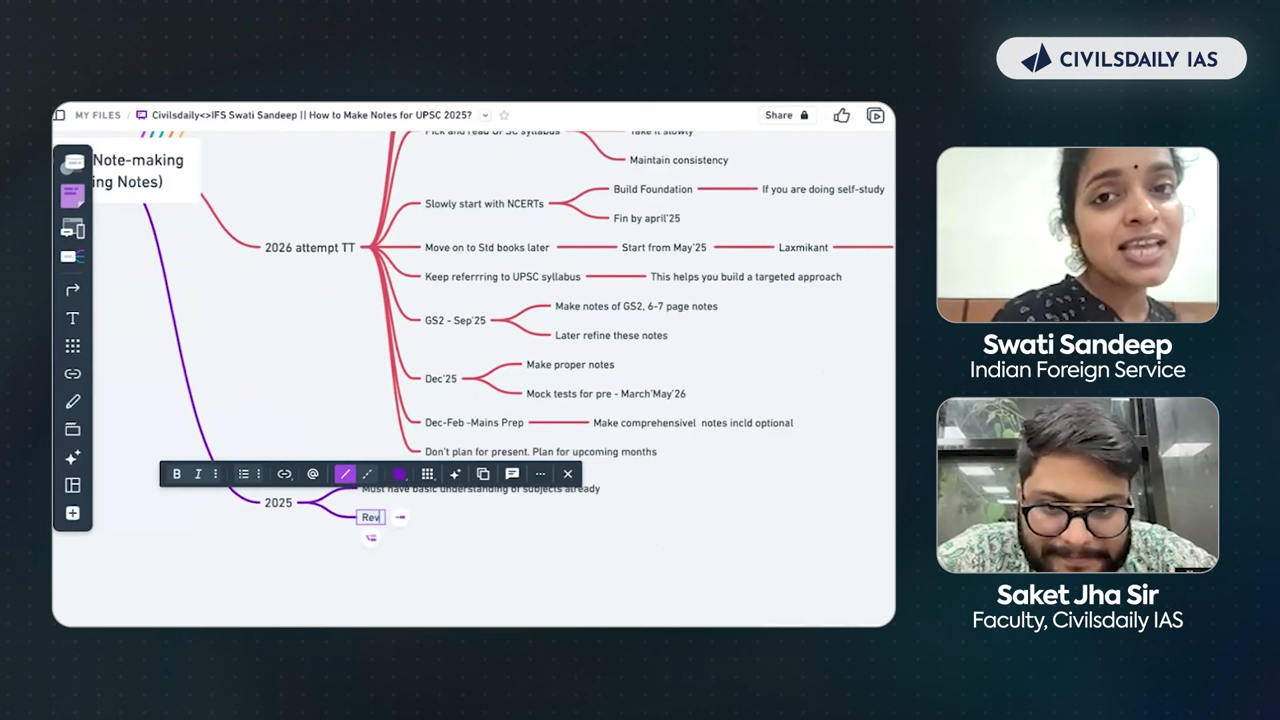 CIVILSDAILY IAS
MY FILES / Civilsdaily<>IFS Swati Sandeep || How to Make Notes for UPSC 2025?
Share
Note-making
ing Notes)
Pick and read UPSC syllabus
Take it slowly
Maintain consistency
Slowly start with NCERTs
Build Foundation
If you are doing self-study
Fin by april'25
2026 attempt TT
Move on to Std books later
Start from May'25
Laxmikant
Keep referrring to UPSC syllabus
This helps you build a targeted approach
GS2 - Sep'25
Make notes of GS2, 6-7 page notes
Later refine these notes
Dec'25
Make proper notes
Mock tests for pre - March'May'26
Dec-Feb -Mains Prep
Make comprehensivel notes incld optional
Don't plan for present. Plan for upcoming months
B I
2025
Must have basic understanding of subjects already
Rev
Swati Sandeep
Indian Foreign Service
Saket Jha Sir
Faculty, Civilsdaily IAS